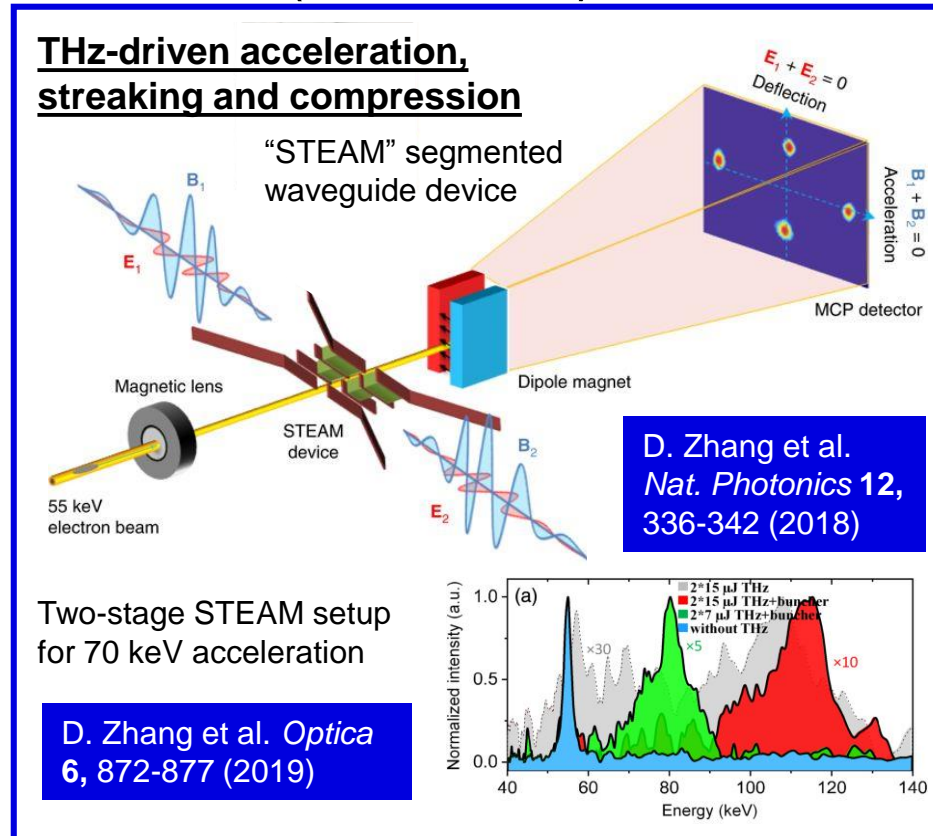 THz-driven acceleration,
streaking and compression
"STEAM" segmented
waveguide device
E1 + E2 = 0
Deflection
B1 + B2 = 0
Acceleration
B1
E1
MCP detector
Dipole magnet
Magnetic lens
STEAM
device
B2
E2
55 keV
electron beam
D. Zhang et al.
Nat. Photonics 12,
336-342 (2018)
Two-stage STEAM setup
for 70 keV acceleration
D. Zhang et al. Optica
6, 872-877 (2019)
(a)
2*15 μJ THz
2*15 μJ THz+buncher
2*7 μJ THz+buncher
without THz
×30
×5
×10
Normalized intensity (a.u.)
1.0
0.5
0.0
40 60 80 100 120 140
Energy (keV)